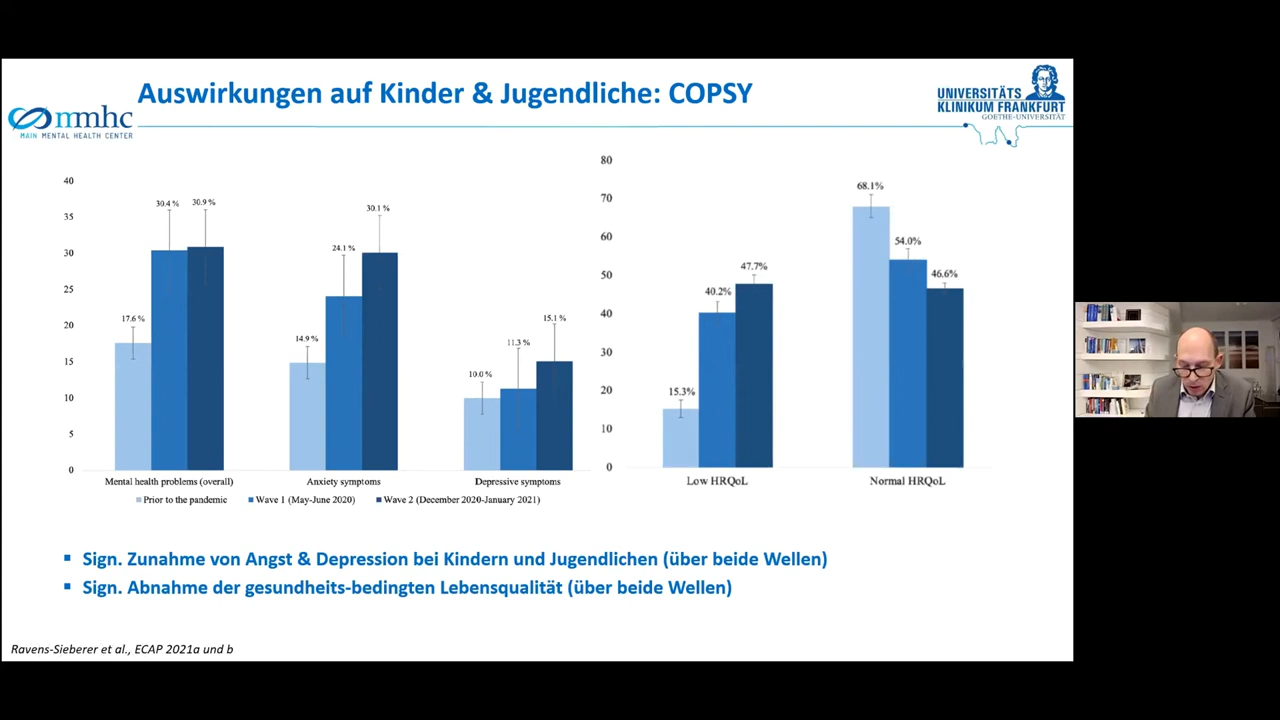 Auswirkungen auf Kinder & Jugendliche: COPSY
mmhc
MAIN MENTAL HEALTH CENTER
UNIVERSITÄTS
KLINIKUM FRANKFURT
GOETHE-UNIVERSITÄT
40
35
30
25
20
15
10
5
0
17.6 %
30.4 %
30.9 %
14.9 %
24.1 %
30.1 %
10.0 %
11.3 %
15.1 %
Mental health problems (overall)
Anxiety symptoms
Depressive symptoms
Prior to the pandemic
Wave 1 (May-June 2020)
Wave 2 (December 2020-January 2021)
80
70
60
50
40
30
20
10
0
15.3%
40.2%
47.7%
68.1%
54.0%
46.6%
Low HRQoL
Normal HRQoL
▪ Sign. Zunahme von Angst & Depression bei Kindern und Jugendlichen (über beide Wellen)
▪ Sign. Abnahme der gesundheits-bedingten Lebensqualität (über beide Wellen)
Ravens-Sieberer et al., ECAP 2021a und b